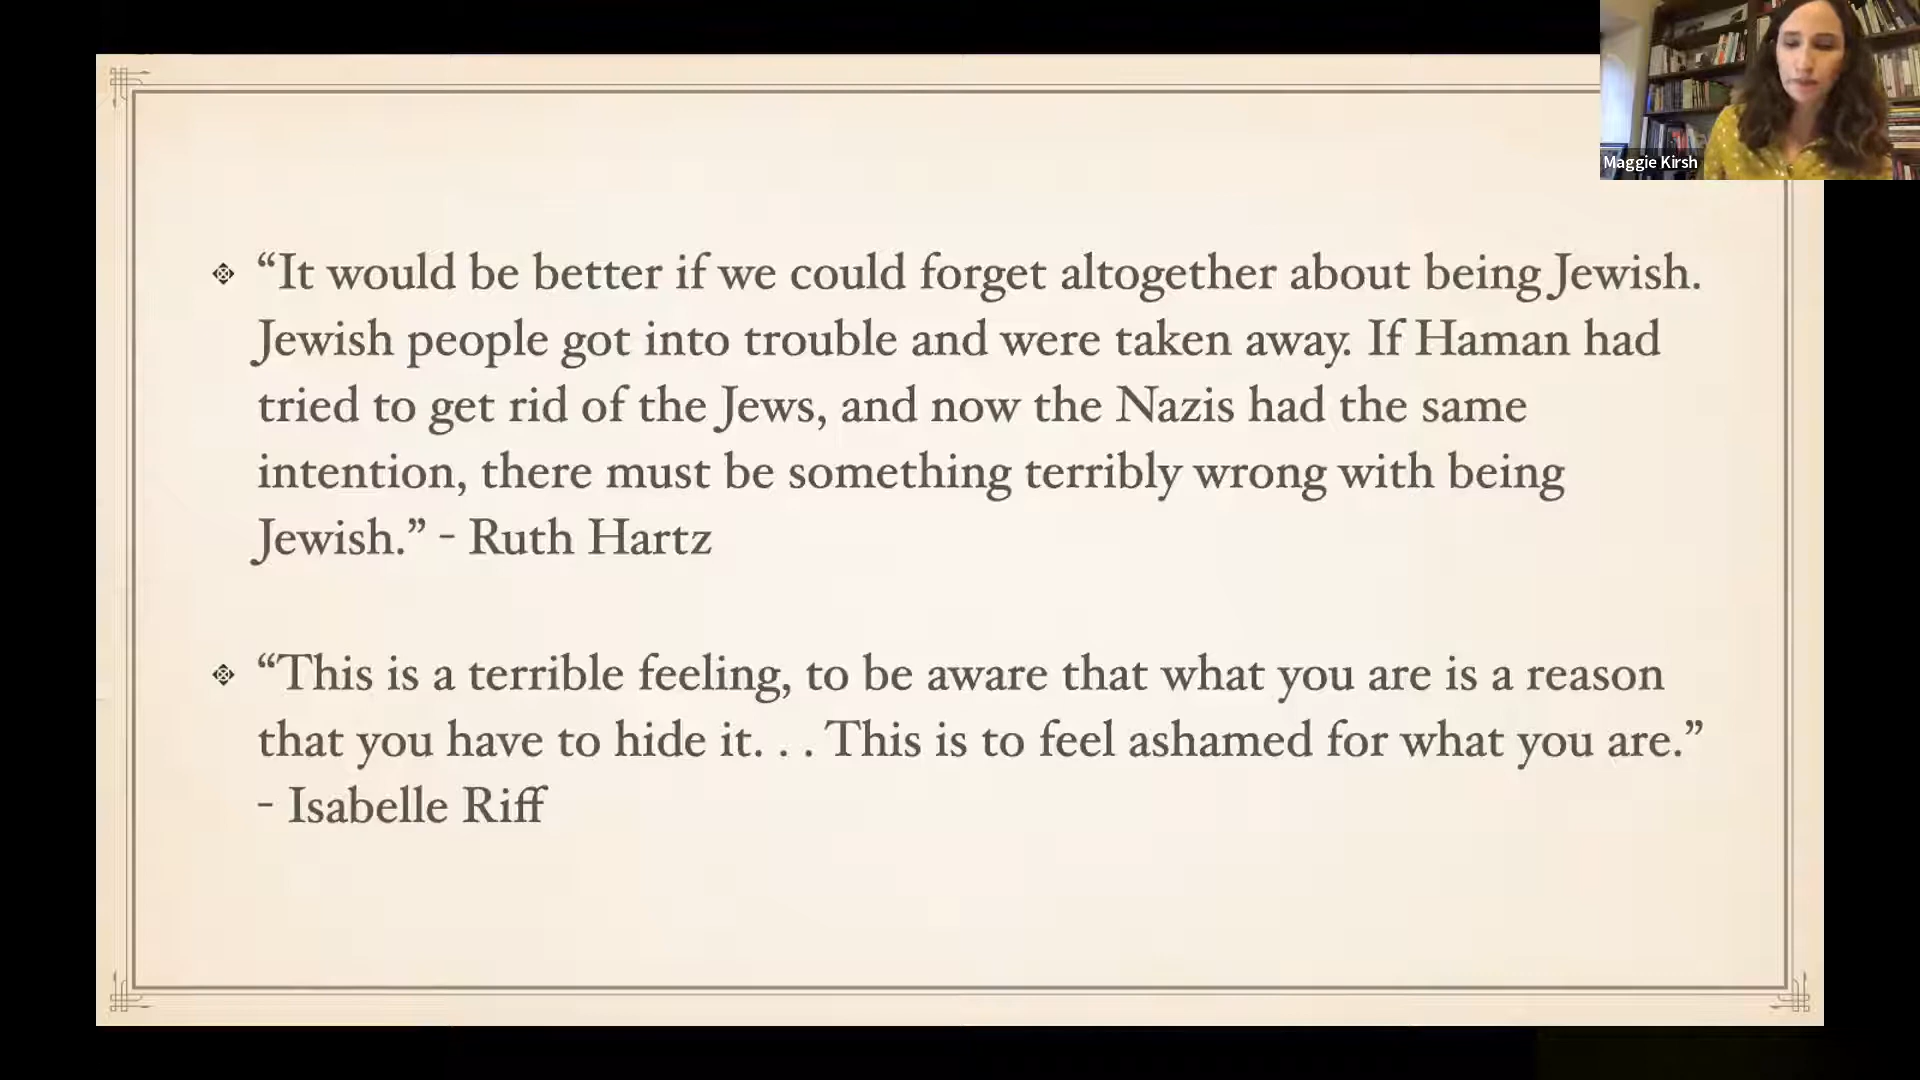 Maggie Kirsh
“It would be better if we could forget altogether about being Jewish.
Jewish people got into trouble and were taken away. If Haman had
tried to get rid of the Jews, and now the Nazis had the same
intention, there must be something terribly wrong with being
Jewish.” - Ruth Hartz
“This is a terrible feeling, to be aware that what you are is a reason
that you have to hide it. . . This is to feel ashamed for what you are.”
- Isabelle Riff